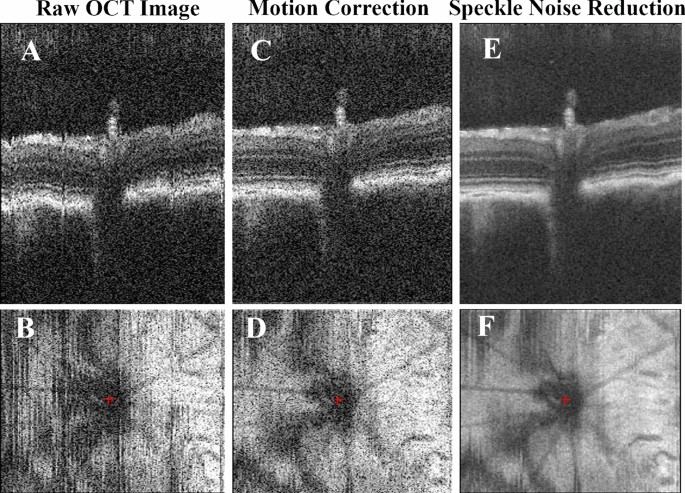 Raw OCT Image Motion Correction Speckle Noise Reduction
A C E
B D F